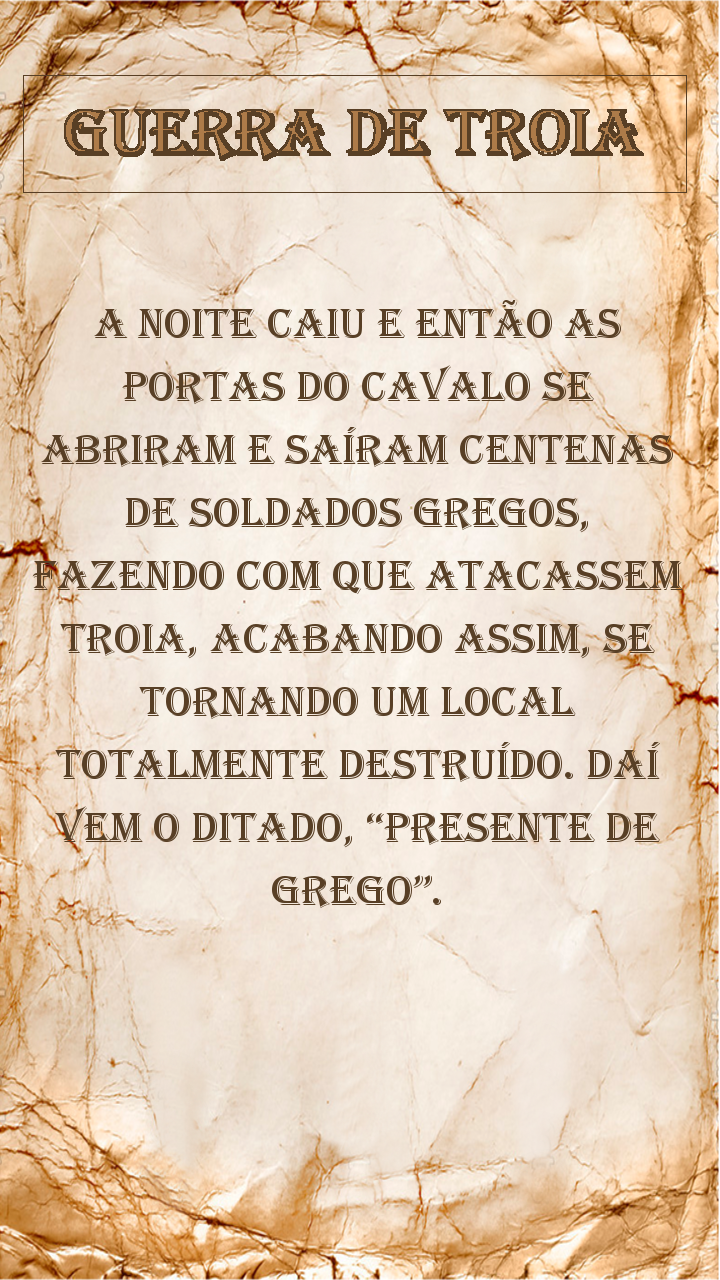 GUERRA DE TROIA
A NOITE CAIU E ENTÃO AS
PORTAS DO CAVALO SE
ABRIRAM E SAÍRAM CENTENAS
DE SOLDADOS GREGOS,
FAZENDO COM QUE ATACASSEM
TROIA, ACABANDO ASSIM, SE
TORNANDO UM LOCAL
TOTALMENTE DESTRUÍDO. DAÍ
VEM O DITADO, “PRESENTE DE
GREGO”.